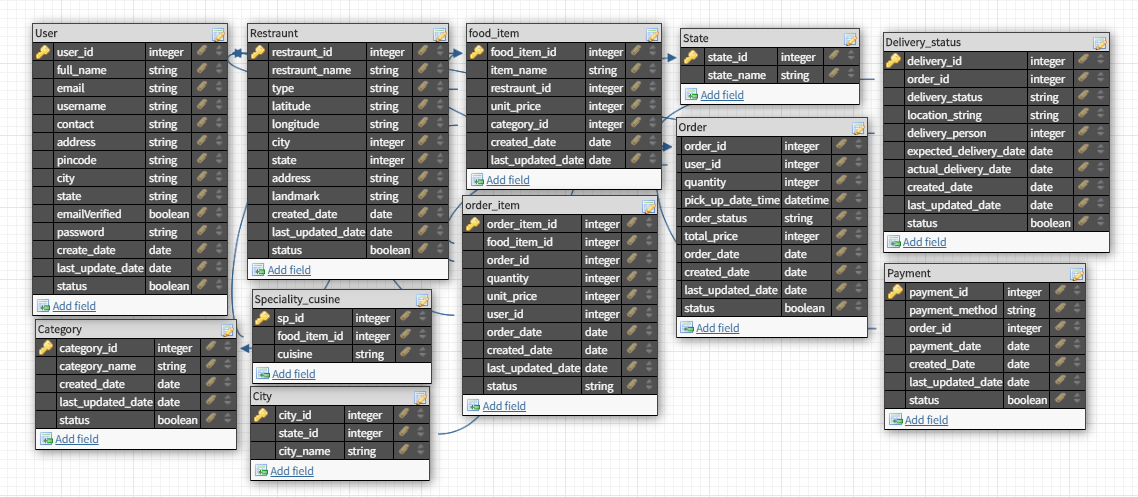 User
user_id integer
full_name string
email string
username string
contact string
address string
pincode string
city string
state string
emailVerified boolean
password string
create_date date
last_update_date date
status boolean
Add field
Restraunt
restraunt_id integer
restraunt_name string
type string
latitude string
longitude string
city integer
state integer
address string
landmark string
created_date date
last_updated_date date
status boolean
Add field
food_item
food_item_id integer
item_name string
restraunt_id integer
unit_price integer
category_id integer
created_date date
last_updated_date date
Add field
State
state_id integer
state_name string
Add field
Delivery_status
delivery_id integer
order_id integer
delivery_status string
location_string string
delivery_person integer
expected_delivery_date date
actual_delivery_date date
created_date date
last_updated_date date
status boolean
Add field
Order
order_id integer
user_id integer
quantity integer
pick_up_date_time datetime
order_status string
total_price integer
order_date date
created_date date
last_updated_date date
status boolean
Add field
order_item
order_item_id integer
food_item_id integer
order_id integer
quantity integer
unit_price integer
user_id integer
order_date date
created_date date
last_updated_date date
status string
Add field
Payment
payment_id integer
payment_method string
order_id integer
payment_date date
created_Date date
last_updated_date date
status boolean
Add field
Speciality_cusine
sp_id integer
food_item_id integer
cuisine string
Add field
Category
category_id integer
category_name string
created_date date
last_updated_date date
status boolean
Add field
City
city_id integer
state_id integer
city_name string
Add field